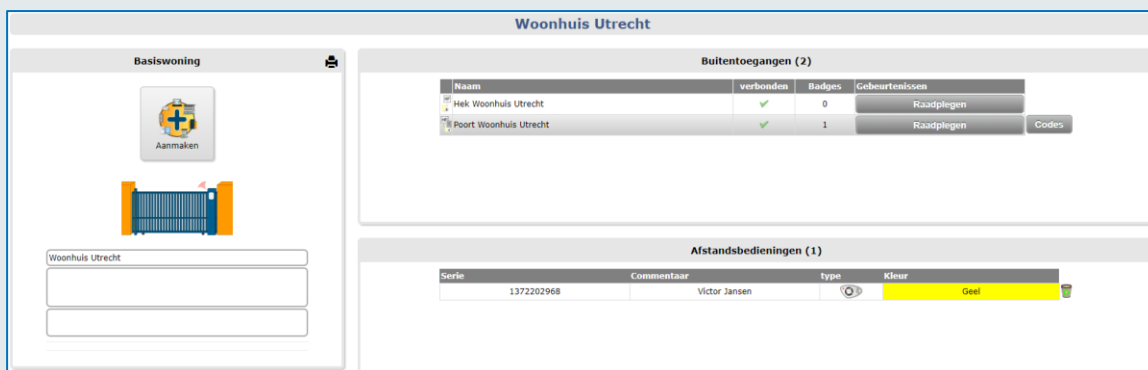 Woonhuis Utrecht
Basiswoning
Aanmaken
Woonhuis Utrecht
Buitentoegangen (2)
Naam verbonden Badges Gebeurtenissen
Hek Woonhuis Utrecht 0 Raadplegen
Poort Woonhuis Utrecht 1 Raadplegen Codes
Afstandsbedieningen (1)
Serie Commentaar type Kleur
1372202968 Victor Jansen Geel